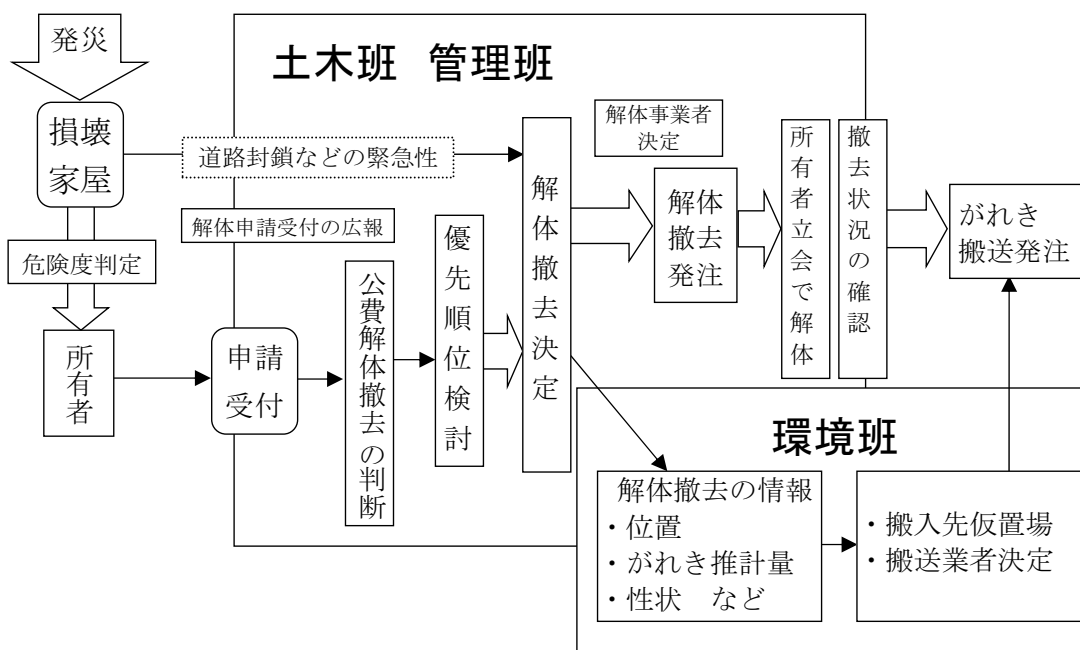 発災
土木班 管理班
損壊
家屋
道路封鎖などの緊急性
解体撤去決定
解体事業者
決定
解体
撤去
発注
所有者立会で解体
撤去状況の確認
がれき
搬送発注
解体申請受付の広報
優先順位検討
危険度判定
公費解体撤去の判断
所有者
申請
受付
環境班
解体撤去の情報
・位置
・がれき推計量
・性状 など
・搬入先仮置場
・搬送業者決定